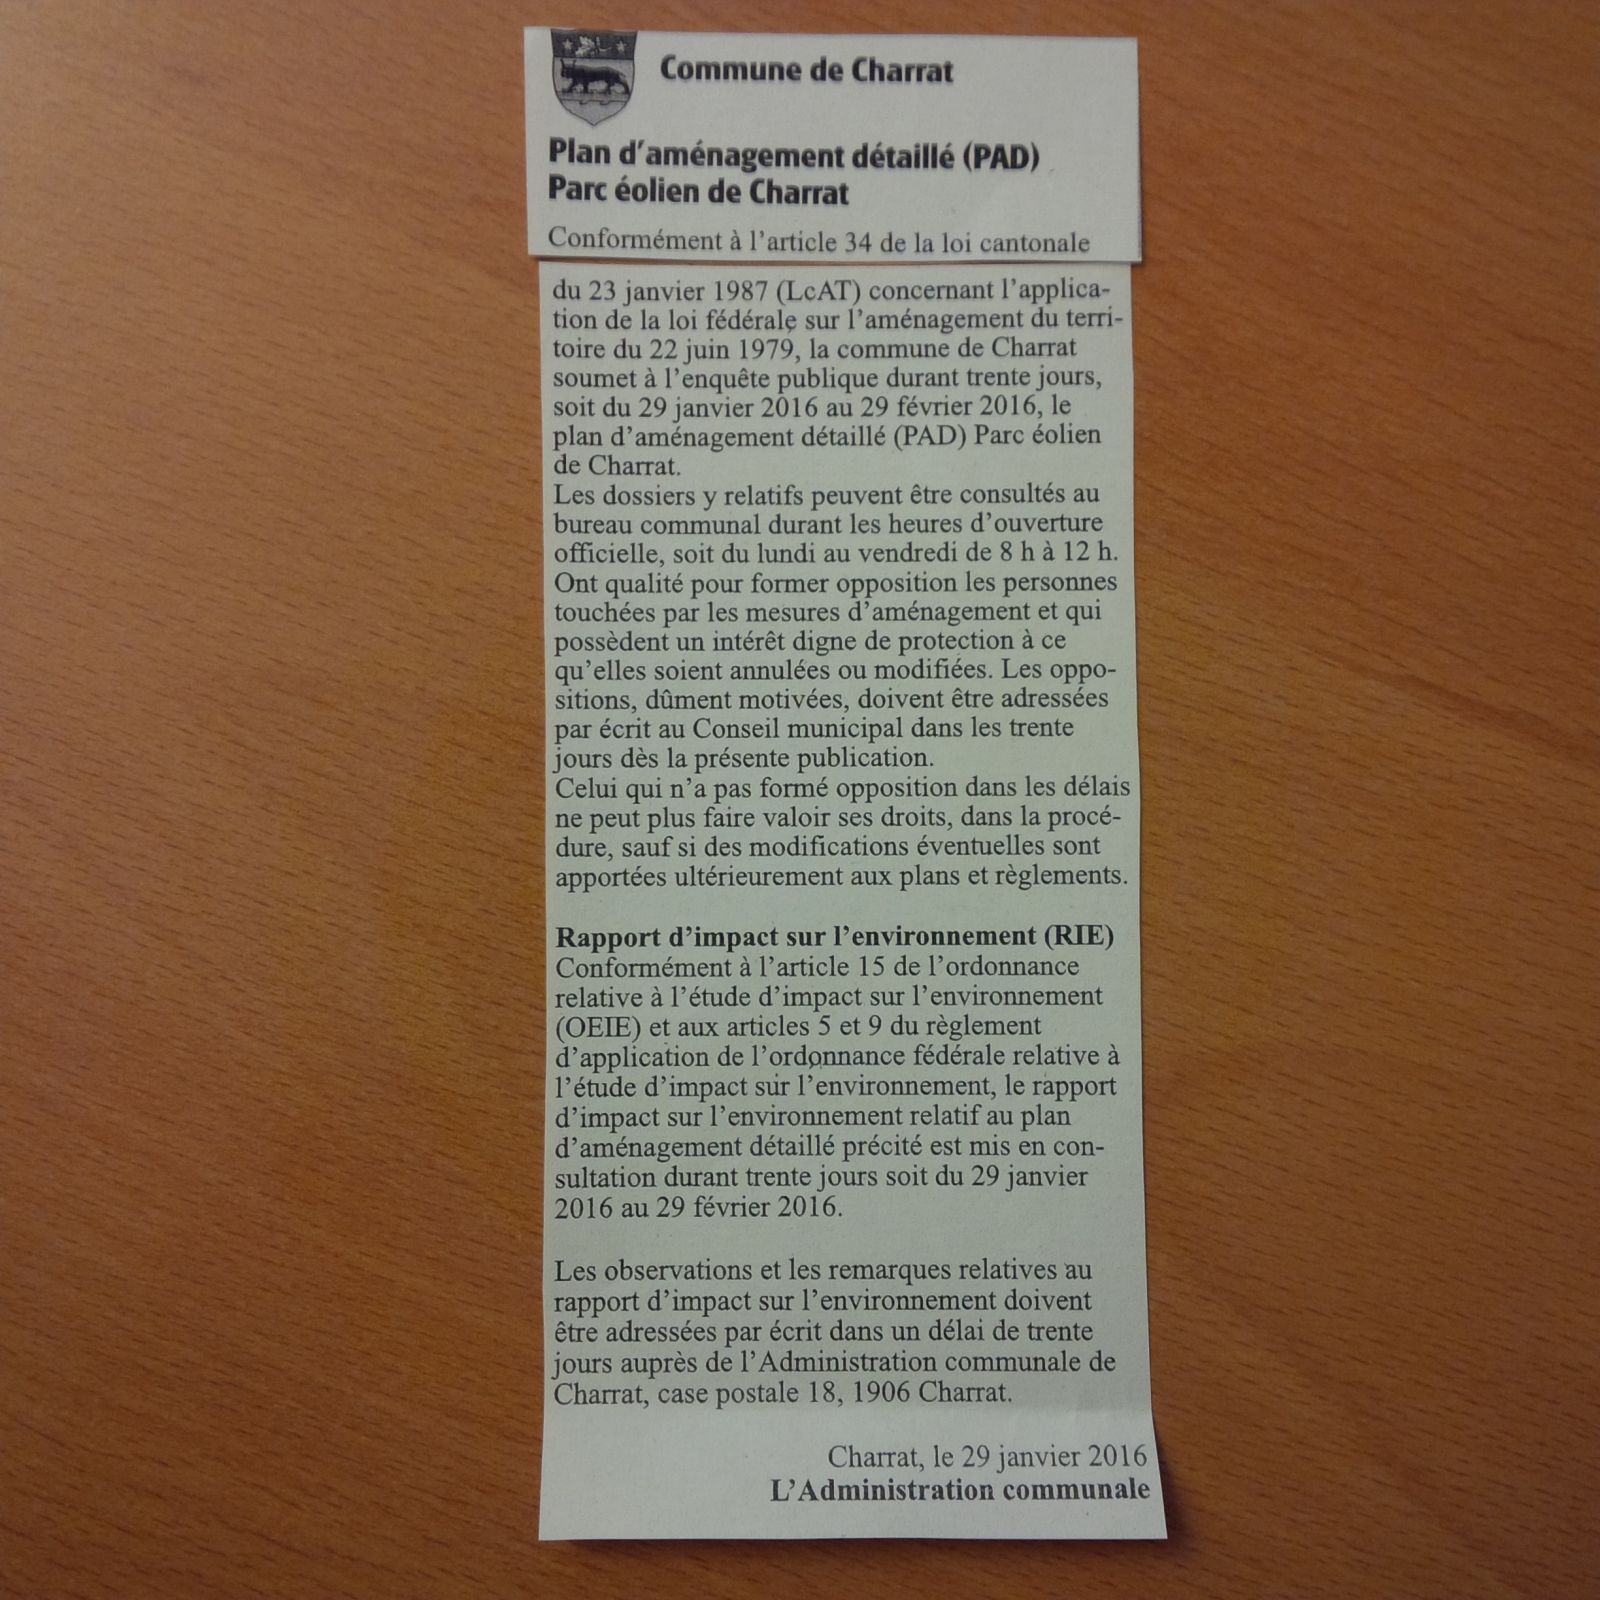 Commune de Charrat
Plan d'aménagement détaillé (PAD)
Parc éolien de Charrat
Conformément à l'article 34 de la loi cantonale
du 23 janvier 1987 (LcAT) concernant l'applica-
tion de la loi fédérale sur l'aménagement du terri-
toire du 22 juin 1979, la commune de Charrat
soumet à l'enquête publique durant trente jours,
soit du 29 janvier 2016 au 29 février 2016, le
plan d'aménagement détaillé (PAD) Parc éolien
de Charrat.
Les dossiers y relatifs peuvent être consultés au
bureau communal durant les heures d'ouverture
officielle, soit du lundi au vendredi de 8 h à 12 h.
Ont qualité pour former opposition les personnes
touchées par les mesures d'aménagement et qui
possèdent un intérêt digne de protection à ce
qu'elles soient annulées ou modifiées. Les oppo-
sitions, dûment motivées, doivent être adressées
par écrit au Conseil municipal dans les trente
jours dès la présente publication.
Celui qui n'a pas formé opposition dans les délais
ne peut plus faire valoir ses droits, dans la procé-
dure, sauf si des modifications éventuelles sont
apportées ultérieurement aux plans et règlements.
Rapport d'impact sur l'environnement (RIE)
Conformément à l'article 15 de l'ordonnance
relative à l'étude d'impact sur l'environnement
(OEIE) et aux articles 5 et 9 du règlement
d'application de l'ordonnance fédérale relative à
l'étude d'impact sur l'environnement, le rapport
d'impact sur l'environnement relatif au plan
d'aménagement détaillé précité est mis en con-
sultation durant trente jours soit du 29 janvier
2016 au 29 février 2016.
Les observations et les remarques relatives au
rapport d'impact sur l'environnement doivent
être adressées par écrit dans un délai de trente
jours auprès de l'Administration communale de
Charrat, case postale 18, 1906 Charrat.
Charrat, le 29 janvier 2016
L'Administration communale